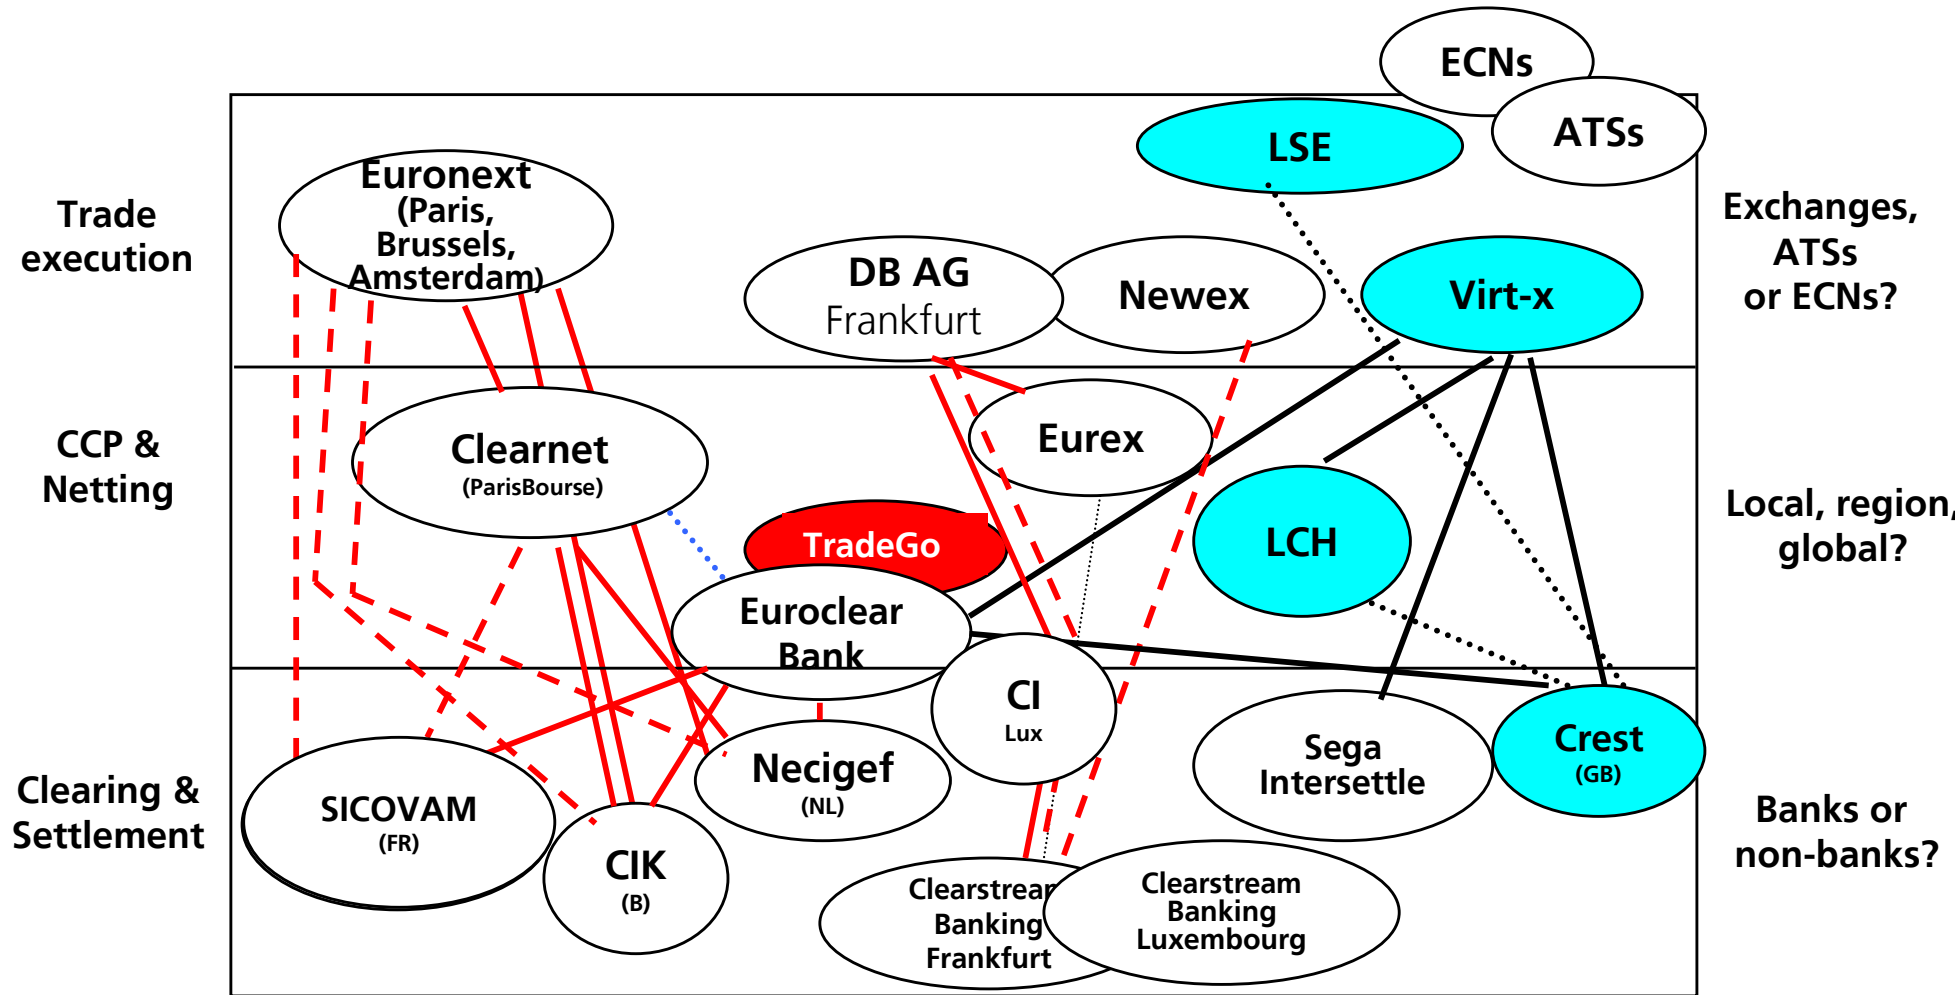 ECNs
ATSs
LSE
Euronext
(Paris,
Brussels,
Amsterdam)
Trade
execution
Exchanges,
ATSs
or ECNs?
DB AG
Frankfurt
Newex
Virt-x
CCP &
Netting
Clearnet
(ParisBourse)
Eurex
TradeGo
LCH
Local, region,
global?
Euroclear
Bank
CI
Lux
Necigef
(NL)
Sega
Intersettle
Crest
(GB)
Clearing &
Settlement
SICOVAM
(FR)
CIK
(B)
Banks or
non-banks?
Clearstream
Banking
Frankfurt
Clearstream
Banking
Luxembourg